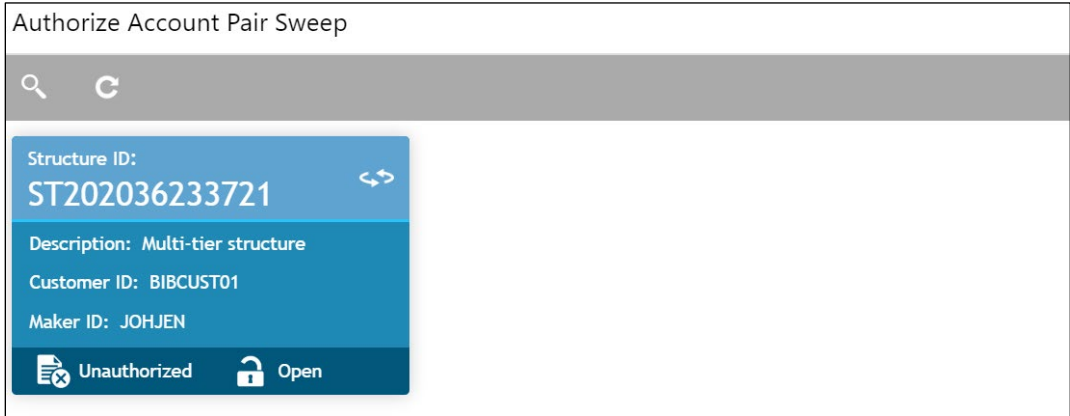 Authorize Account Pair Sweep
Structure ID:
ST202036233721
Description: Multi-tier structure
Customer ID: BIBCUST01
Maker ID: JOHJEN
Unauthorized Open